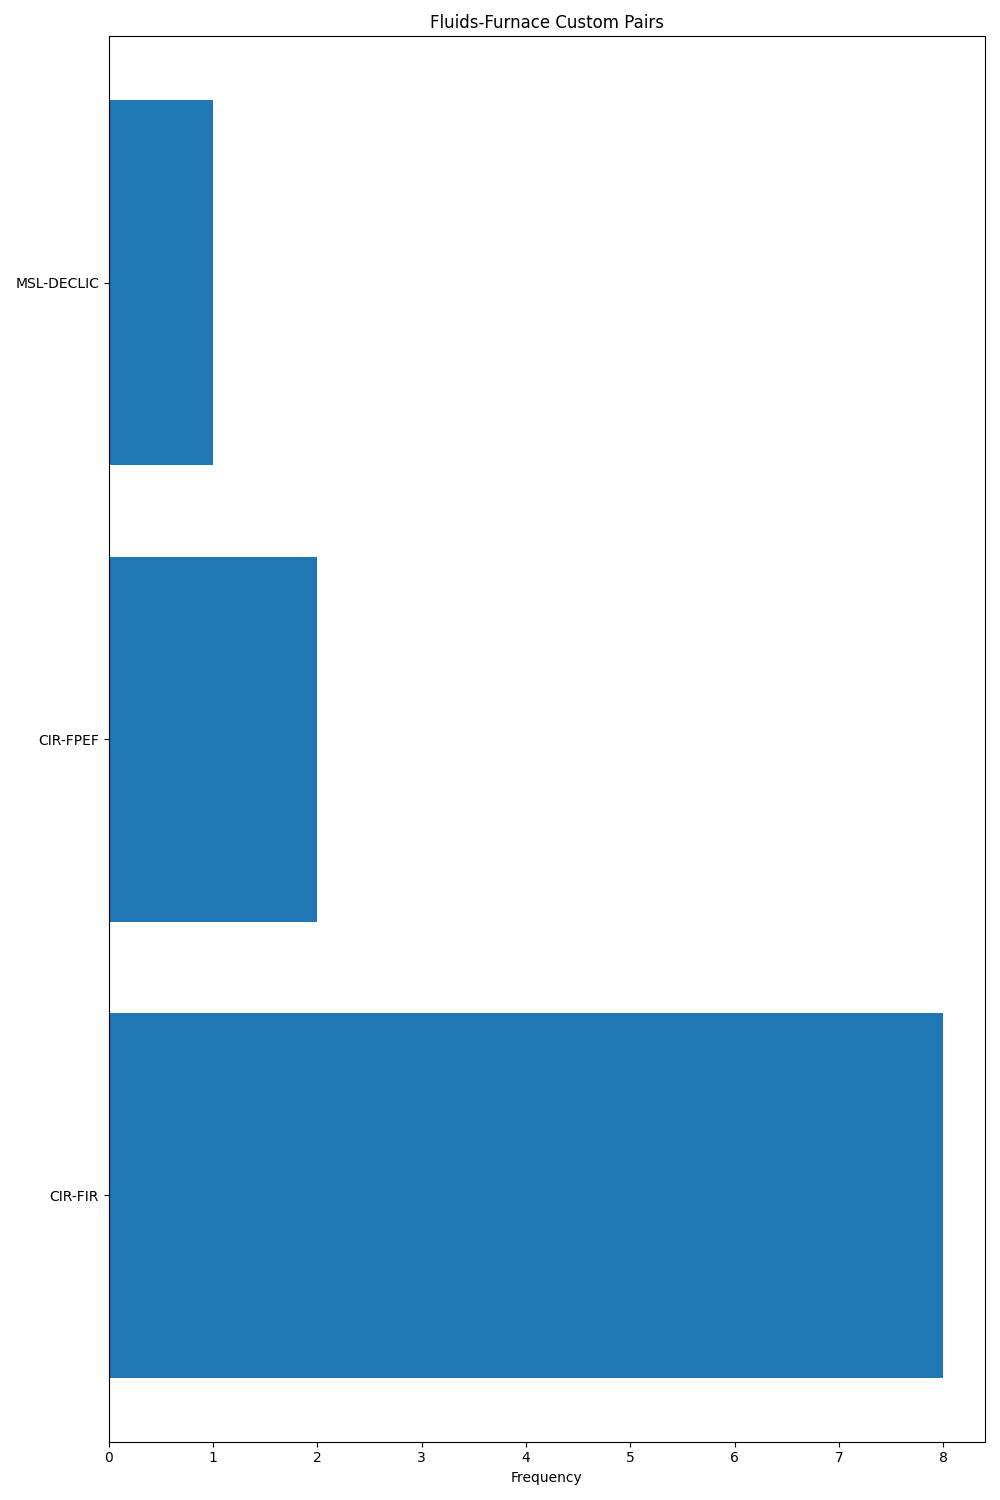 Fluids-Furnace Custom Pairs
MSL-DECLIC
CIR-FPEF
CIR-FIR
0 1 2 3 4 5 6 7 8
Frequency